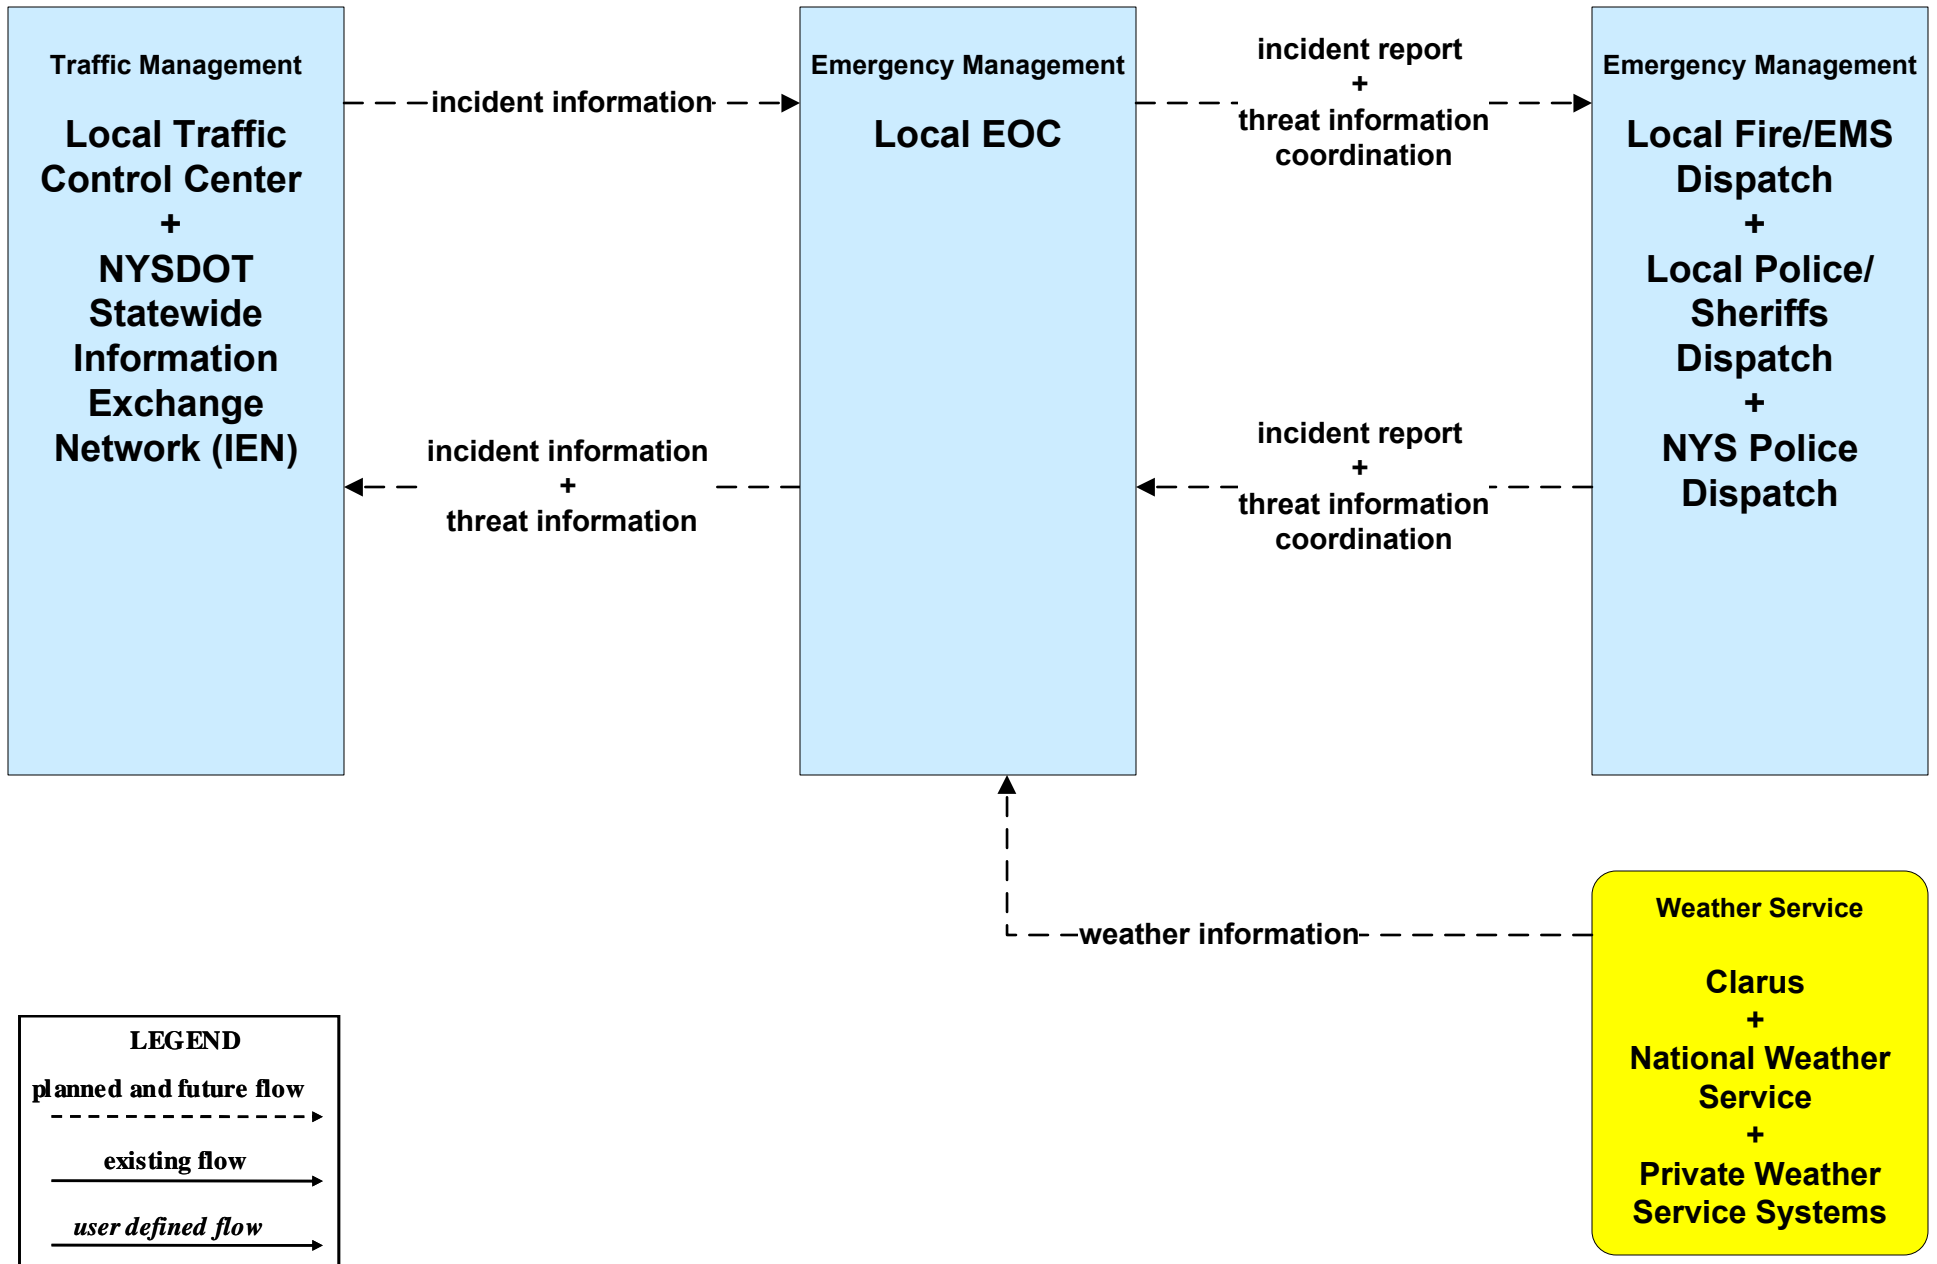 Traffic Management
Local Traffic
Control Center
+
NYSDOT
Statewide
Information
Exchange
Network (IEN)
incident information
incident information
+
threat information
Emergency Management
Local EOC
incident report
+
threat information
coordination
incident report
+
threat information
coordination
Emergency Management
Local Fire/EMS
Dispatch
+
Local Police/
Sheriffs
Dispatch
+
NYS Police
Dispatch
weather information
Weather Service
Clarus
+
National Weather
Service
+
Private Weather
Service Systems
LEGEND
planned and future flow
existing flow
user defined flow